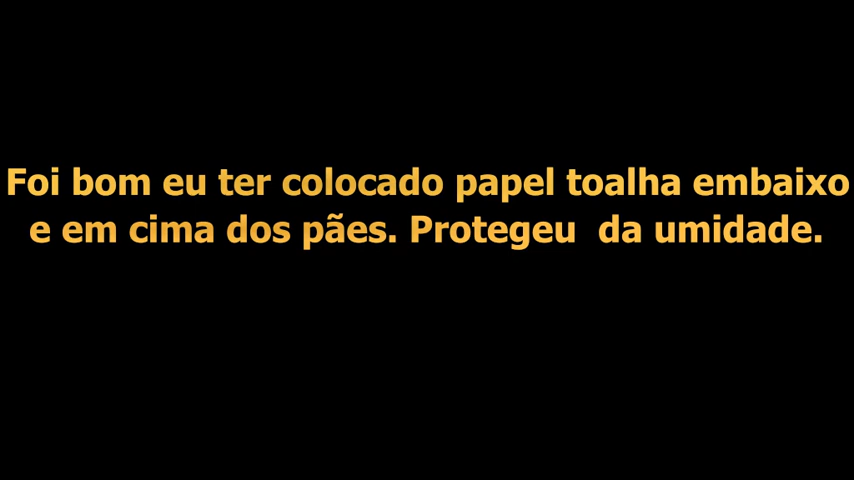 Foi bom eu ter colocado papel toalha embaixo
e em cima dos pães. Protegeu  da umidade.